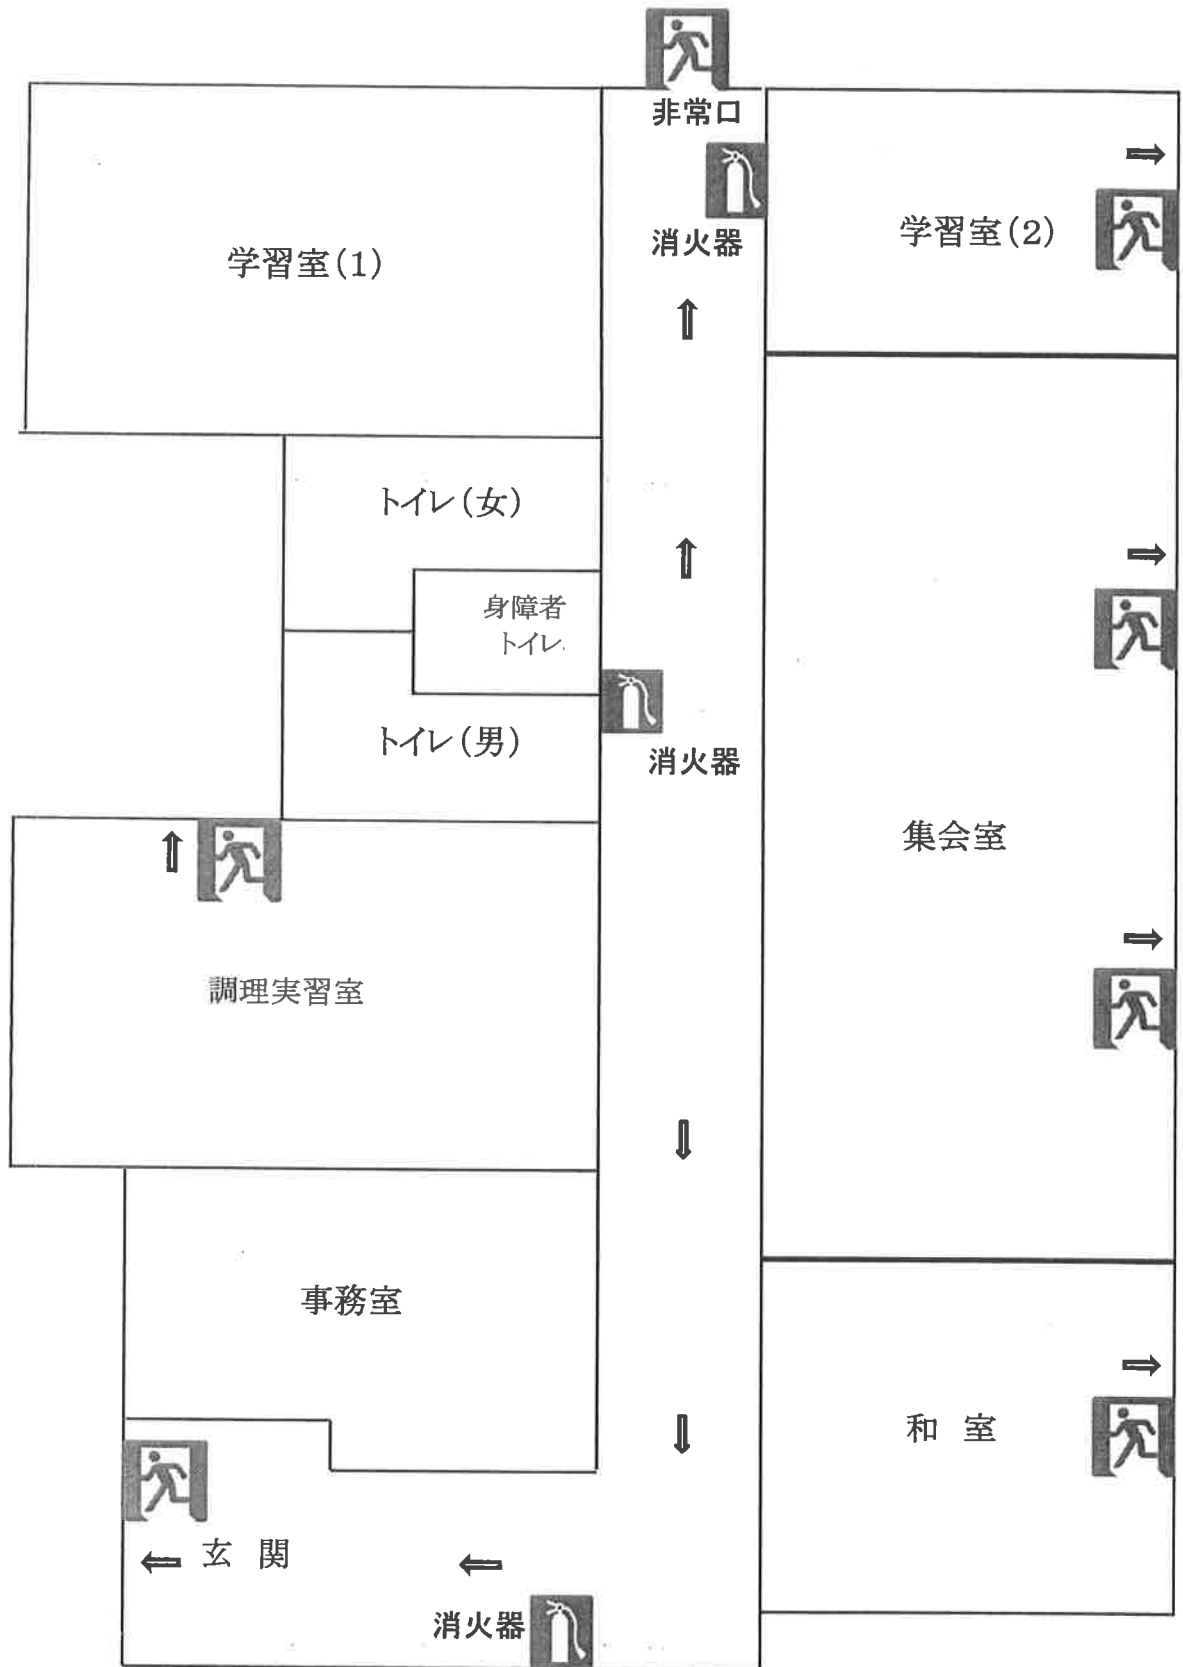 非常口
消火器
学習室(1)
学習室(2)
トイレ(女)
身障者
トイレ
消火器
トイレ(男)
集会室
調理実習室
事務室
和 室
玄 関
消火器